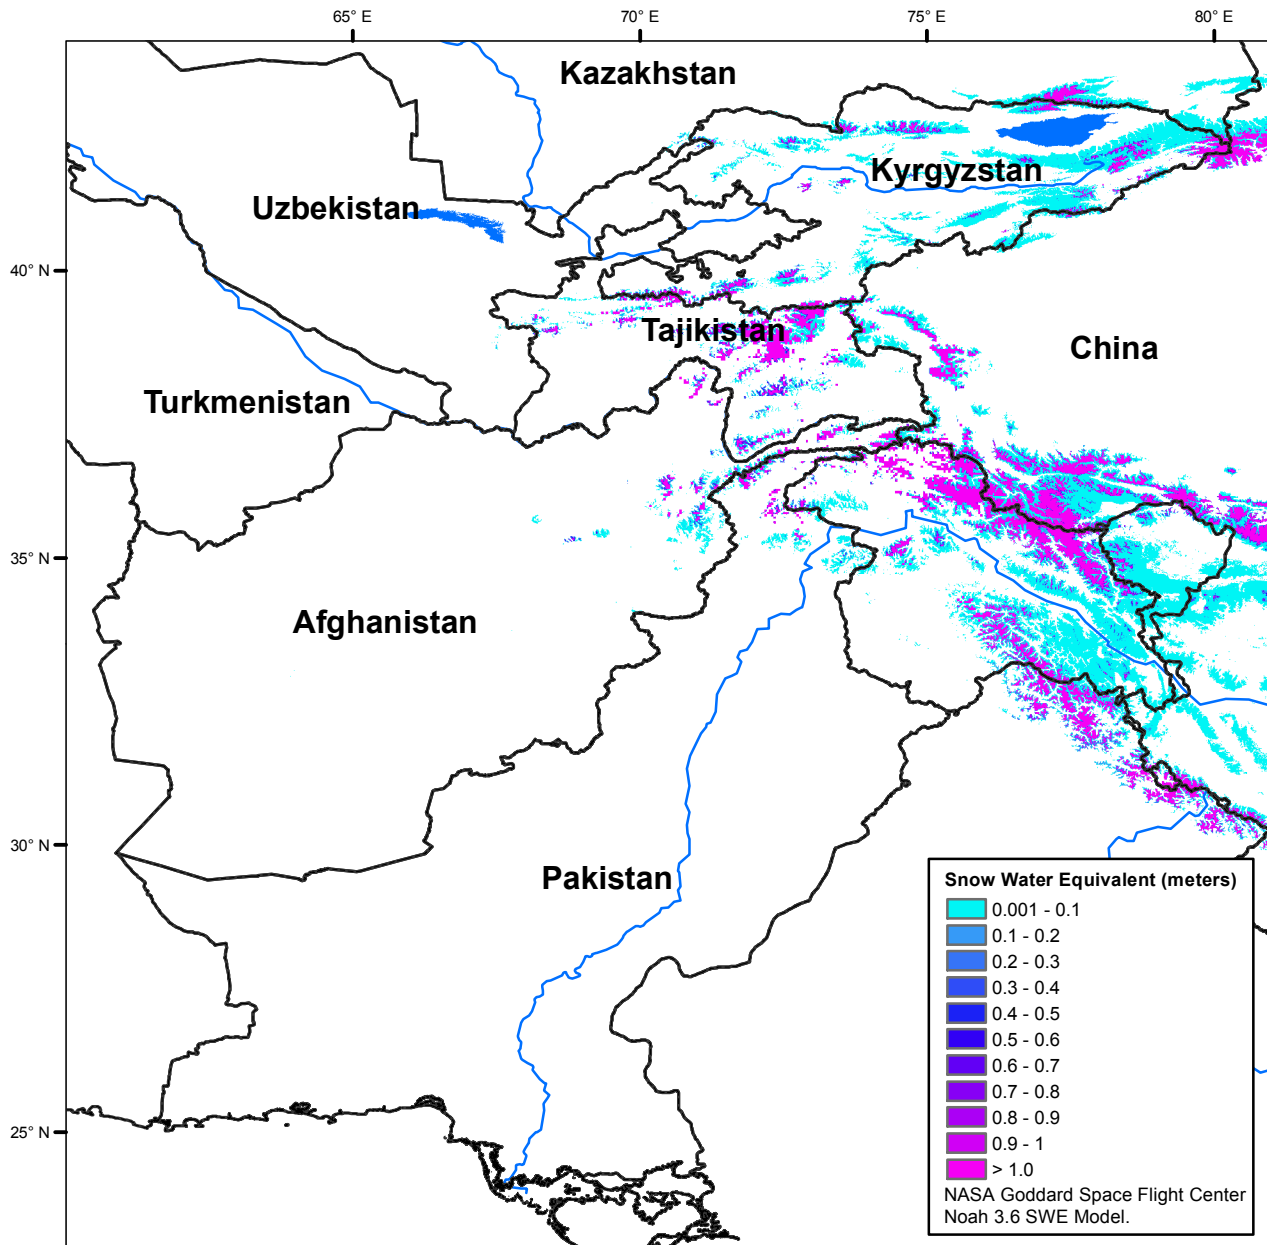 65° E
70° E
75° E
80° E
Kazakhstan
Kyrgyzstan
Uzbekistan
40° N
Tajikistan
China
Turkmenistan
35° N
Afghanistan
30° N
Pakistan
25° N
Snow Water Equivalent (meters)
0.001 - 0.1
0.1 - 0.2
0.2 - 0.3
0.3 - 0.4
0.4 - 0.5
0.5 - 0.6
0.6 - 0.7
0.7 - 0.8
0.8 - 0.9
0.9 - 1
> 1.0
NASA Goddard Space Flight Center
Noah 3.6 SWE Model.